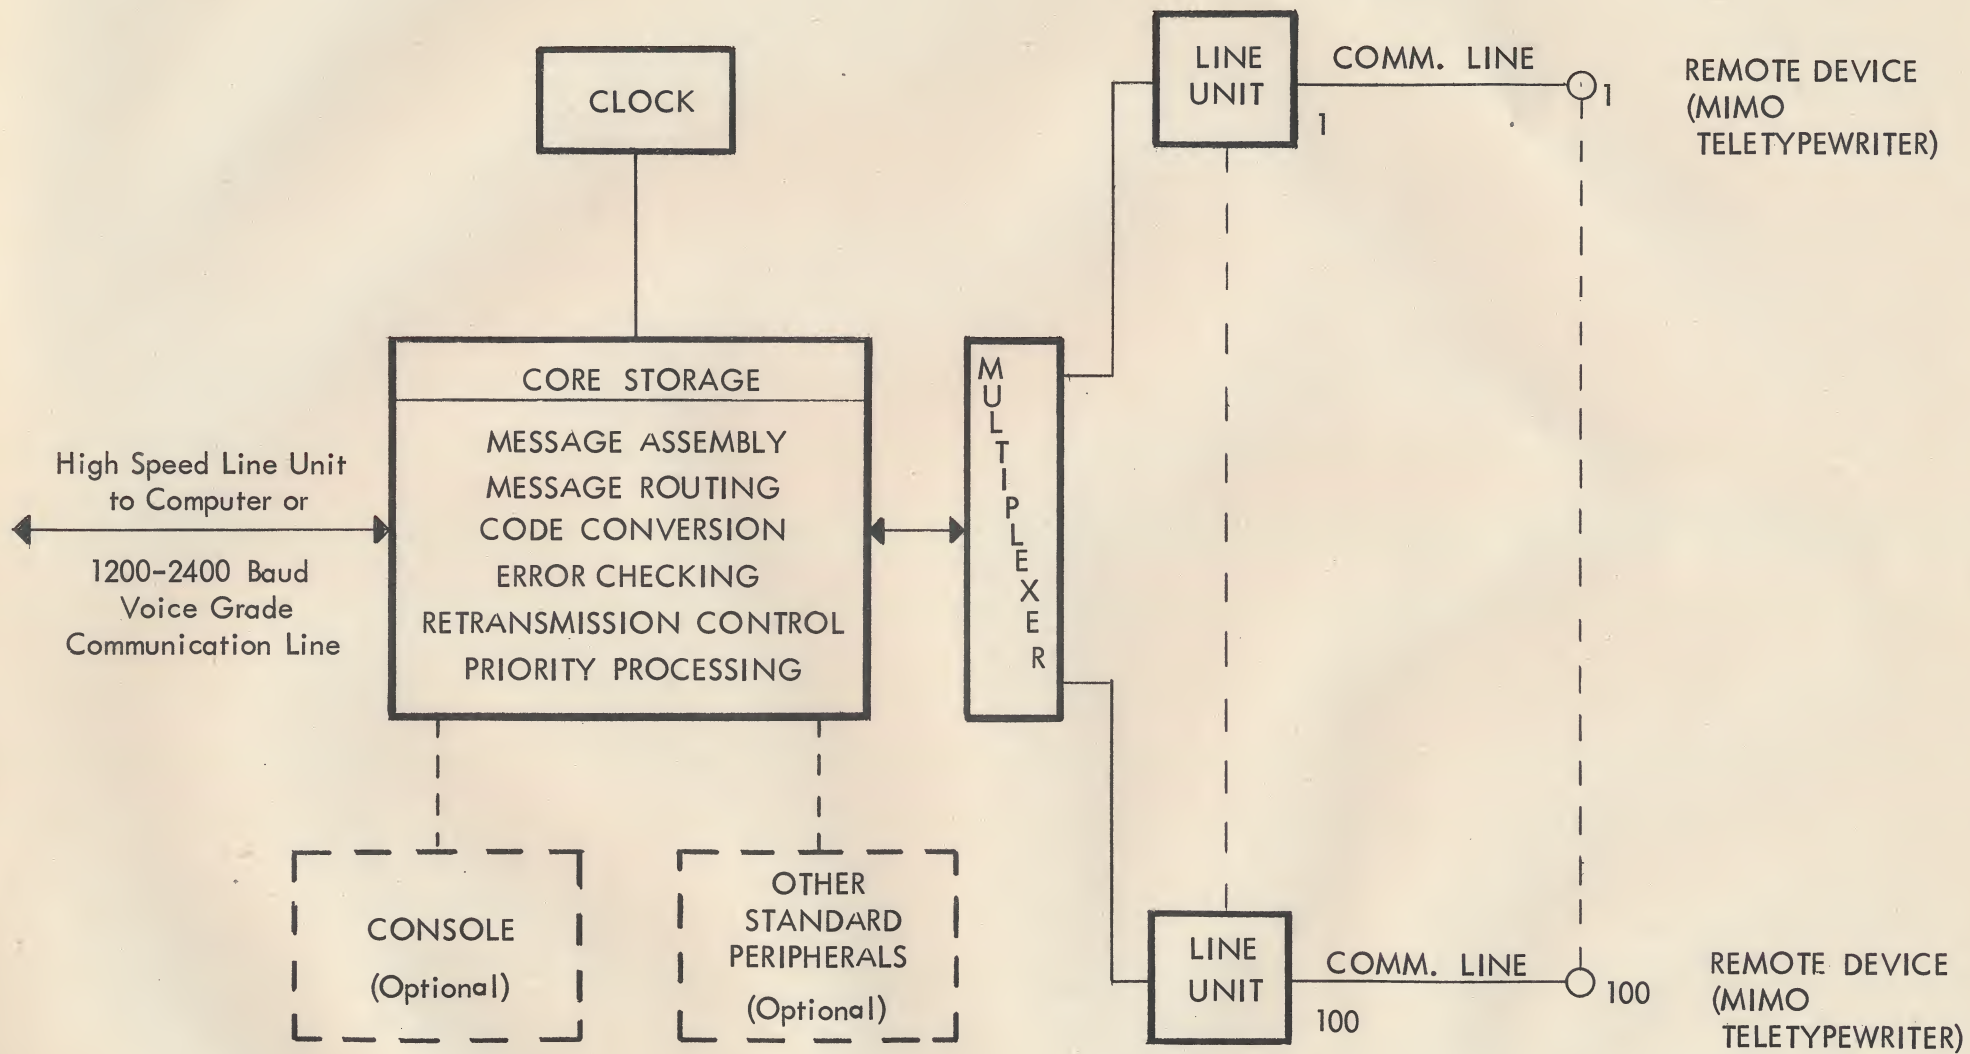 CLOCK
CORE STORAGE
MESSAGE ASSEMBLY
MESSAGE ROUTING
CODE CONVERSION
ERROR CHECKING
RETRANSMISSION CONTROL
PRIORITY PROCESSING
High Speed Line Unit
to Computer or
1200-2400 Baud
Voice Grade
Communication Line
MULTIPLEXER
LINE
UNIT
1
COMM. LINE
1
REMOTE DEVICE
(MIMO
TELETYPEWRITER)
CONSOLE
(Optional)
OTHER
STANDARD
PERIPHERALS
(Optional)
LINE
UNIT
100
COMM. LINE
100
REMOTE DEVICE
(MIMO
TELETYPEWRITER)